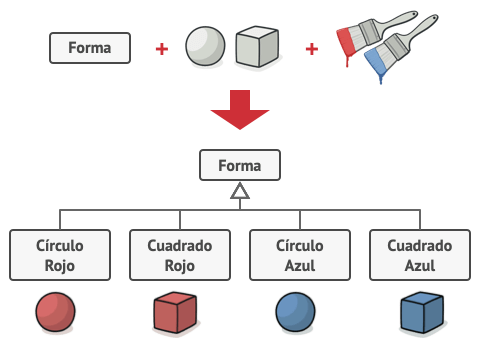 Forma
+
+
Forma
Círculo
Rojo
Cuadrado
Rojo
Círculo
Azul
Cuadrado
Azul